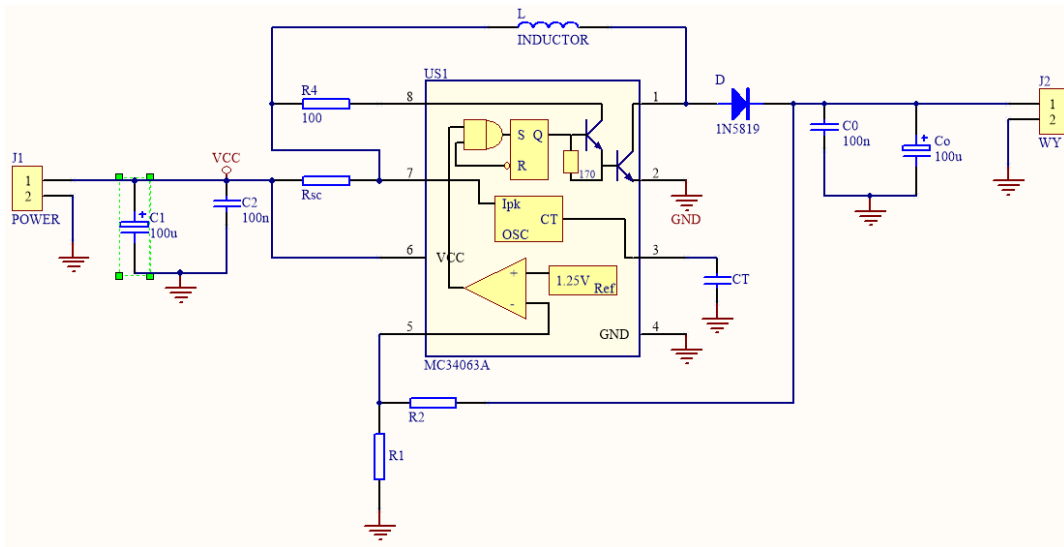 L
INDUCTOR
US1
R4
100
8
1
D
1N5819
J2
1
2
WY
C0
100n
Co
+
100u
S Q
R
170
J1
1
2
POWER
VCC
C1
+
100u
C2
100n
Rsc
7
2
GND
Ipk
CT
OSC
6
VCC
3
CT
+
-
1.25V
Ref
5
GND
4
MC34063A
R2
R1